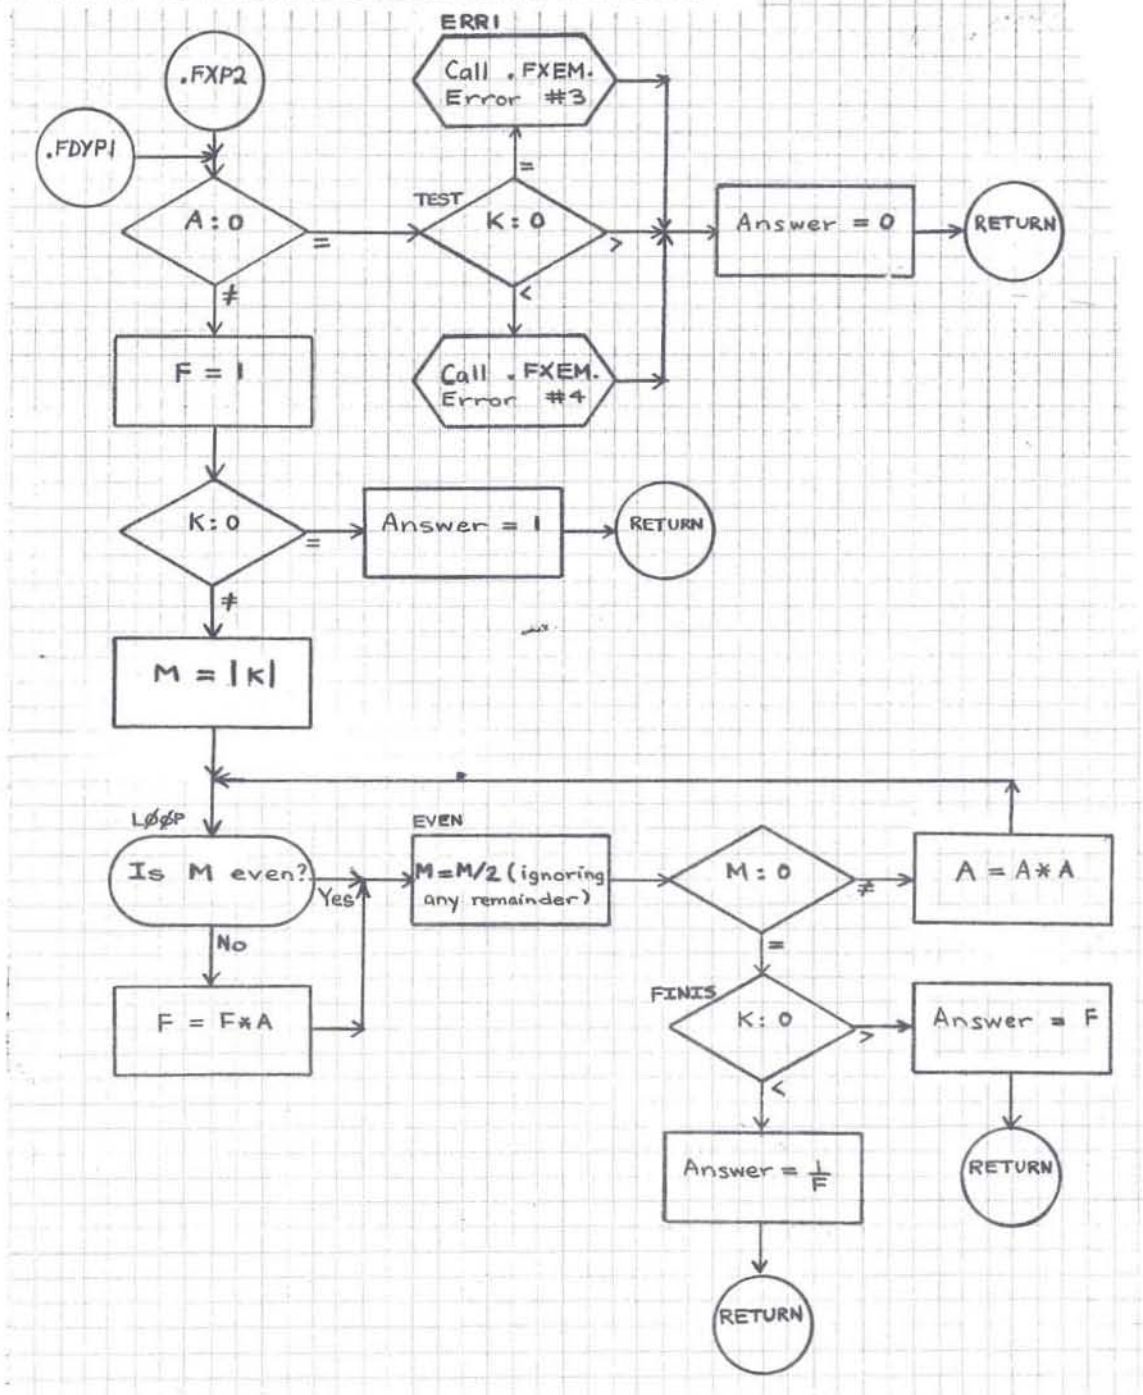 ERR1
.FXP2
Call .FXEM.
Error #3
.FDYP1
=
A:0
=
TEST
K:0
>
Answer = 0
RETURN
≠
<
F = 1
Call .FXEM.
Error #4
K:0
=
Answer = 1
RETURN
≠
M = |K|
LØØP
Is M even?
Yes
No
F = F*A
EVEN
M=M/2 (ignoring
any remainder)
M:0
≠
A = A*A
=
FINIS
K:0
>
Answer = F
RETURN
<
Answer = 1/F
RETURN